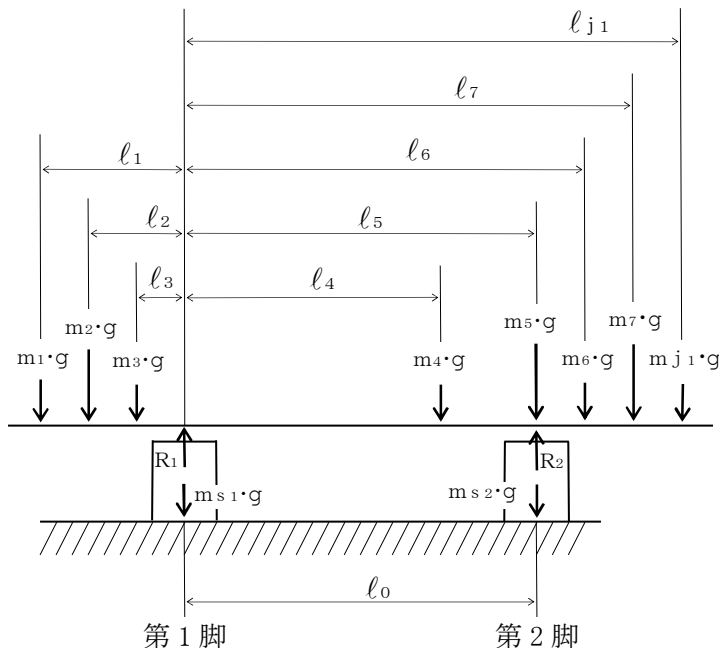 ℓj1
ℓ7
ℓ1 ℓ6
ℓ2 ℓ5
ℓ3 ℓ4
m1・g m2・g m3・g m4・g m5・g m6・g m7・g mj1・g
R1 R2
ms1・g ms2・g
ℓ0
第1脚 第2脚